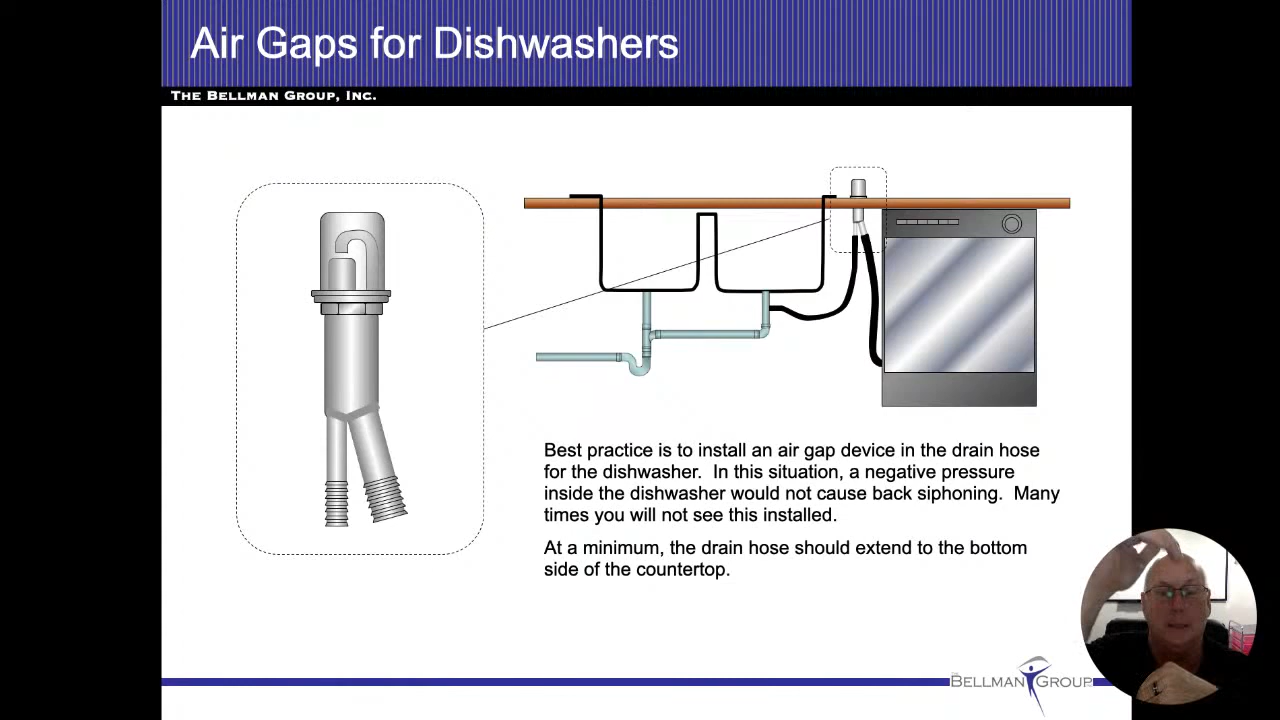 Air Gaps for Dishwashers
THE BELLMAN GROUP, INC.
Best practice is to install an air gap device in the drain hose
for the dishwasher. In this situation, a negative pressure
inside the dishwasher would not cause back siphoning. Many
times you will not see this installed.
At a minimum, the drain hose should extend to the bottom
side of the countertop.
THE BELLMAN GROUP